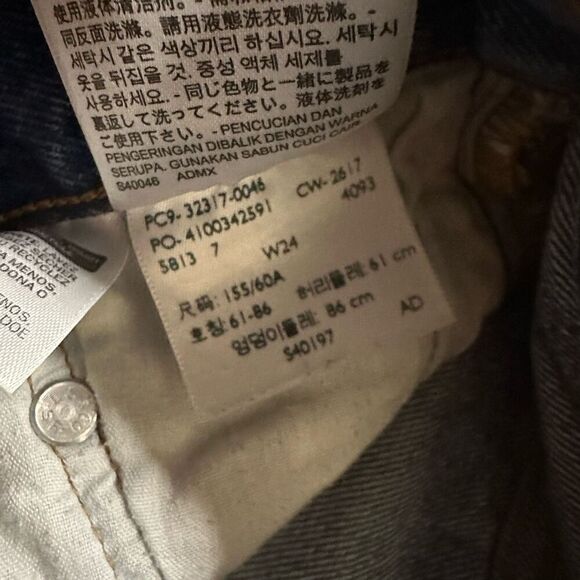 使用液体清洁剂。
同反面洗滌。請用液態洗衣劑洗滌。-
세탁시 같은 색상끼리 하십시요. 세탁시
옷을 뒤집을 것. 중성 액체 세제를
사용하세요. - 同じ色物と一緒に製品を
裏返して洗ってください。液体洗剤を
ご使用下さい。- PENCUCIAN DAN
PENGERINGAN DIBALIK DENGAN WARNA
SERUPA. GUNAKAN SABUN CUCI CAIR.
S40046 ADMX
PC9-32317-0046 CW-2617
PO-4100342591 4093
5813 7 W24
尺码: 155/60A 허리둘레: 61 cm
호칭:61-86 엉덩이둘레: 86 cm
S40197 AD
RECYCLEZ
A MENOS
DONA O
ENOS,
DOE